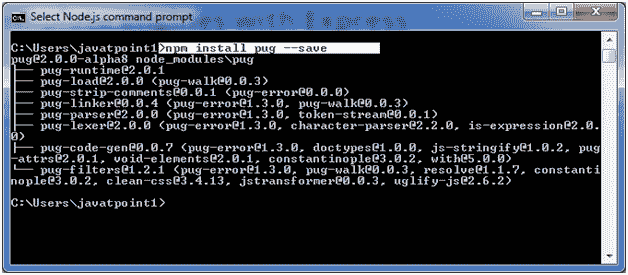 Select Node.js command prompt
C:\Users\javatpoint1>npm install pug --save
pug@2.0.0-alpha8 node_modules\pug
├── pug-runtime@2.0.1
├── pug-load@2.0.0 (pug-walk@0.0.3)
├── pug-strip-comments@0.0.1 (pug-error@0.0.0)
├── pug-linker@0.0.4 (pug-error@1.3.0, pug-walk@0.0.3)
├── pug-parser@2.0.0 (pug-error@1.3.0, token-stream@0.0.1)
├── pug-lexer@2.0.0 (pug-error@1.3.0, character-parser@2.2.0, is-expression@2.0.
0)
├── pug-code-gen@0.0.7 (pug-error@1.3.0, doctypes@1.0.0, js-stringify@1.0.2, pug
-attrs@2.0.1, void-elements@2.0.1, constantinople@3.0.2, with@5.0.0)
└── pug-filters@1.2.1 (pug-error@1.3.0, pug-walk@0.0.3, resolve@1.1.7, constanti
nople@3.0.2, clean-css@3.4.13, jstransformer@0.0.3, uglify-js@2.6.2)
C:\Users\javatpoint1>